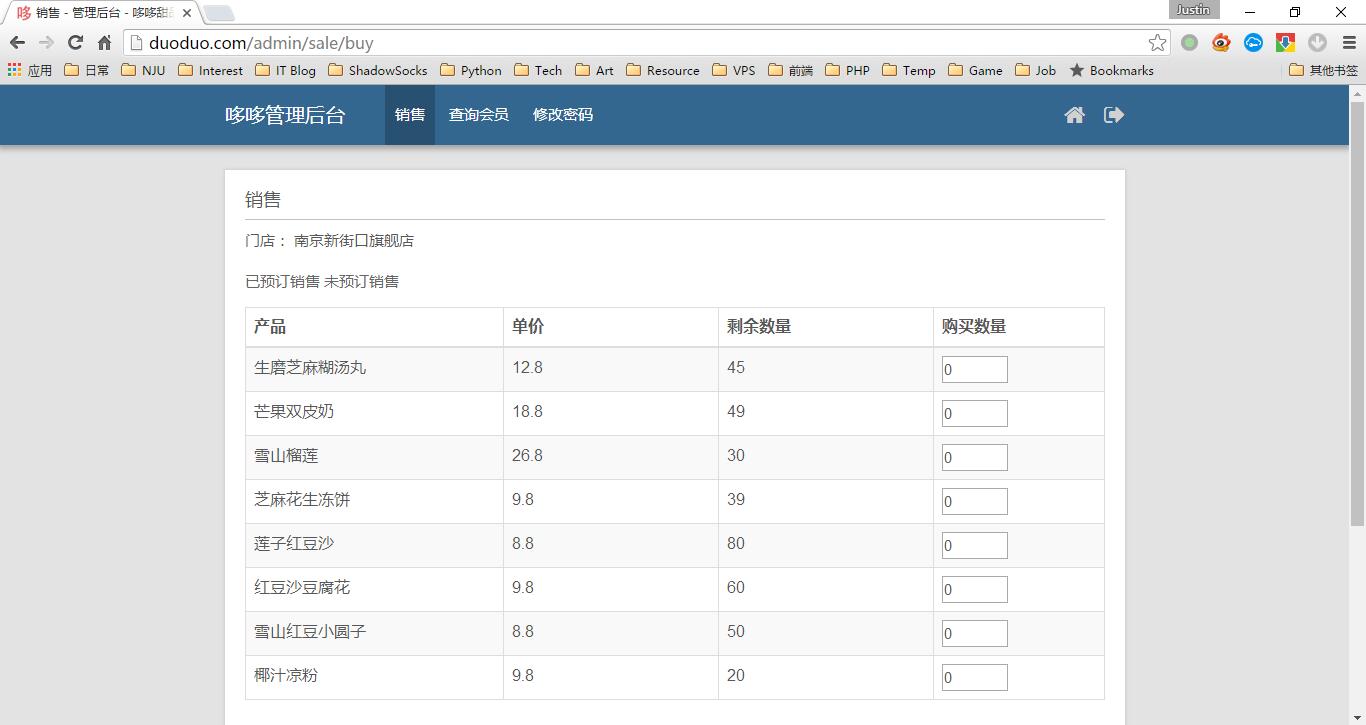 销售 - 管理后台 - 哆哆甜品
Justin
duoduo.com/admin/sale/buy
应用 日常 NJU Interest IT Blog ShadowSocks Python Tech Art Resource VPS 前端 PHP Temp Game Job Bookmarks 其他书签
哆哆管理后台 销售 查询会员 修改密码
销售
门店： 南京新街口旗舰店
已预订销售 未预订销售
产品 单价 剩余数量 购买数量
生磨芝麻糊汤丸 12.8 45 0
芒果双皮奶 18.8 49 0
雪山榴莲 26.8 30 0
芝麻花生冻饼 9.8 39 0
莲子红豆沙 8.8 80 0
红豆沙豆腐花 9.8 60 0
雪山红豆小圆子 8.8 50 0
椰汁凉粉 9.8 20 0